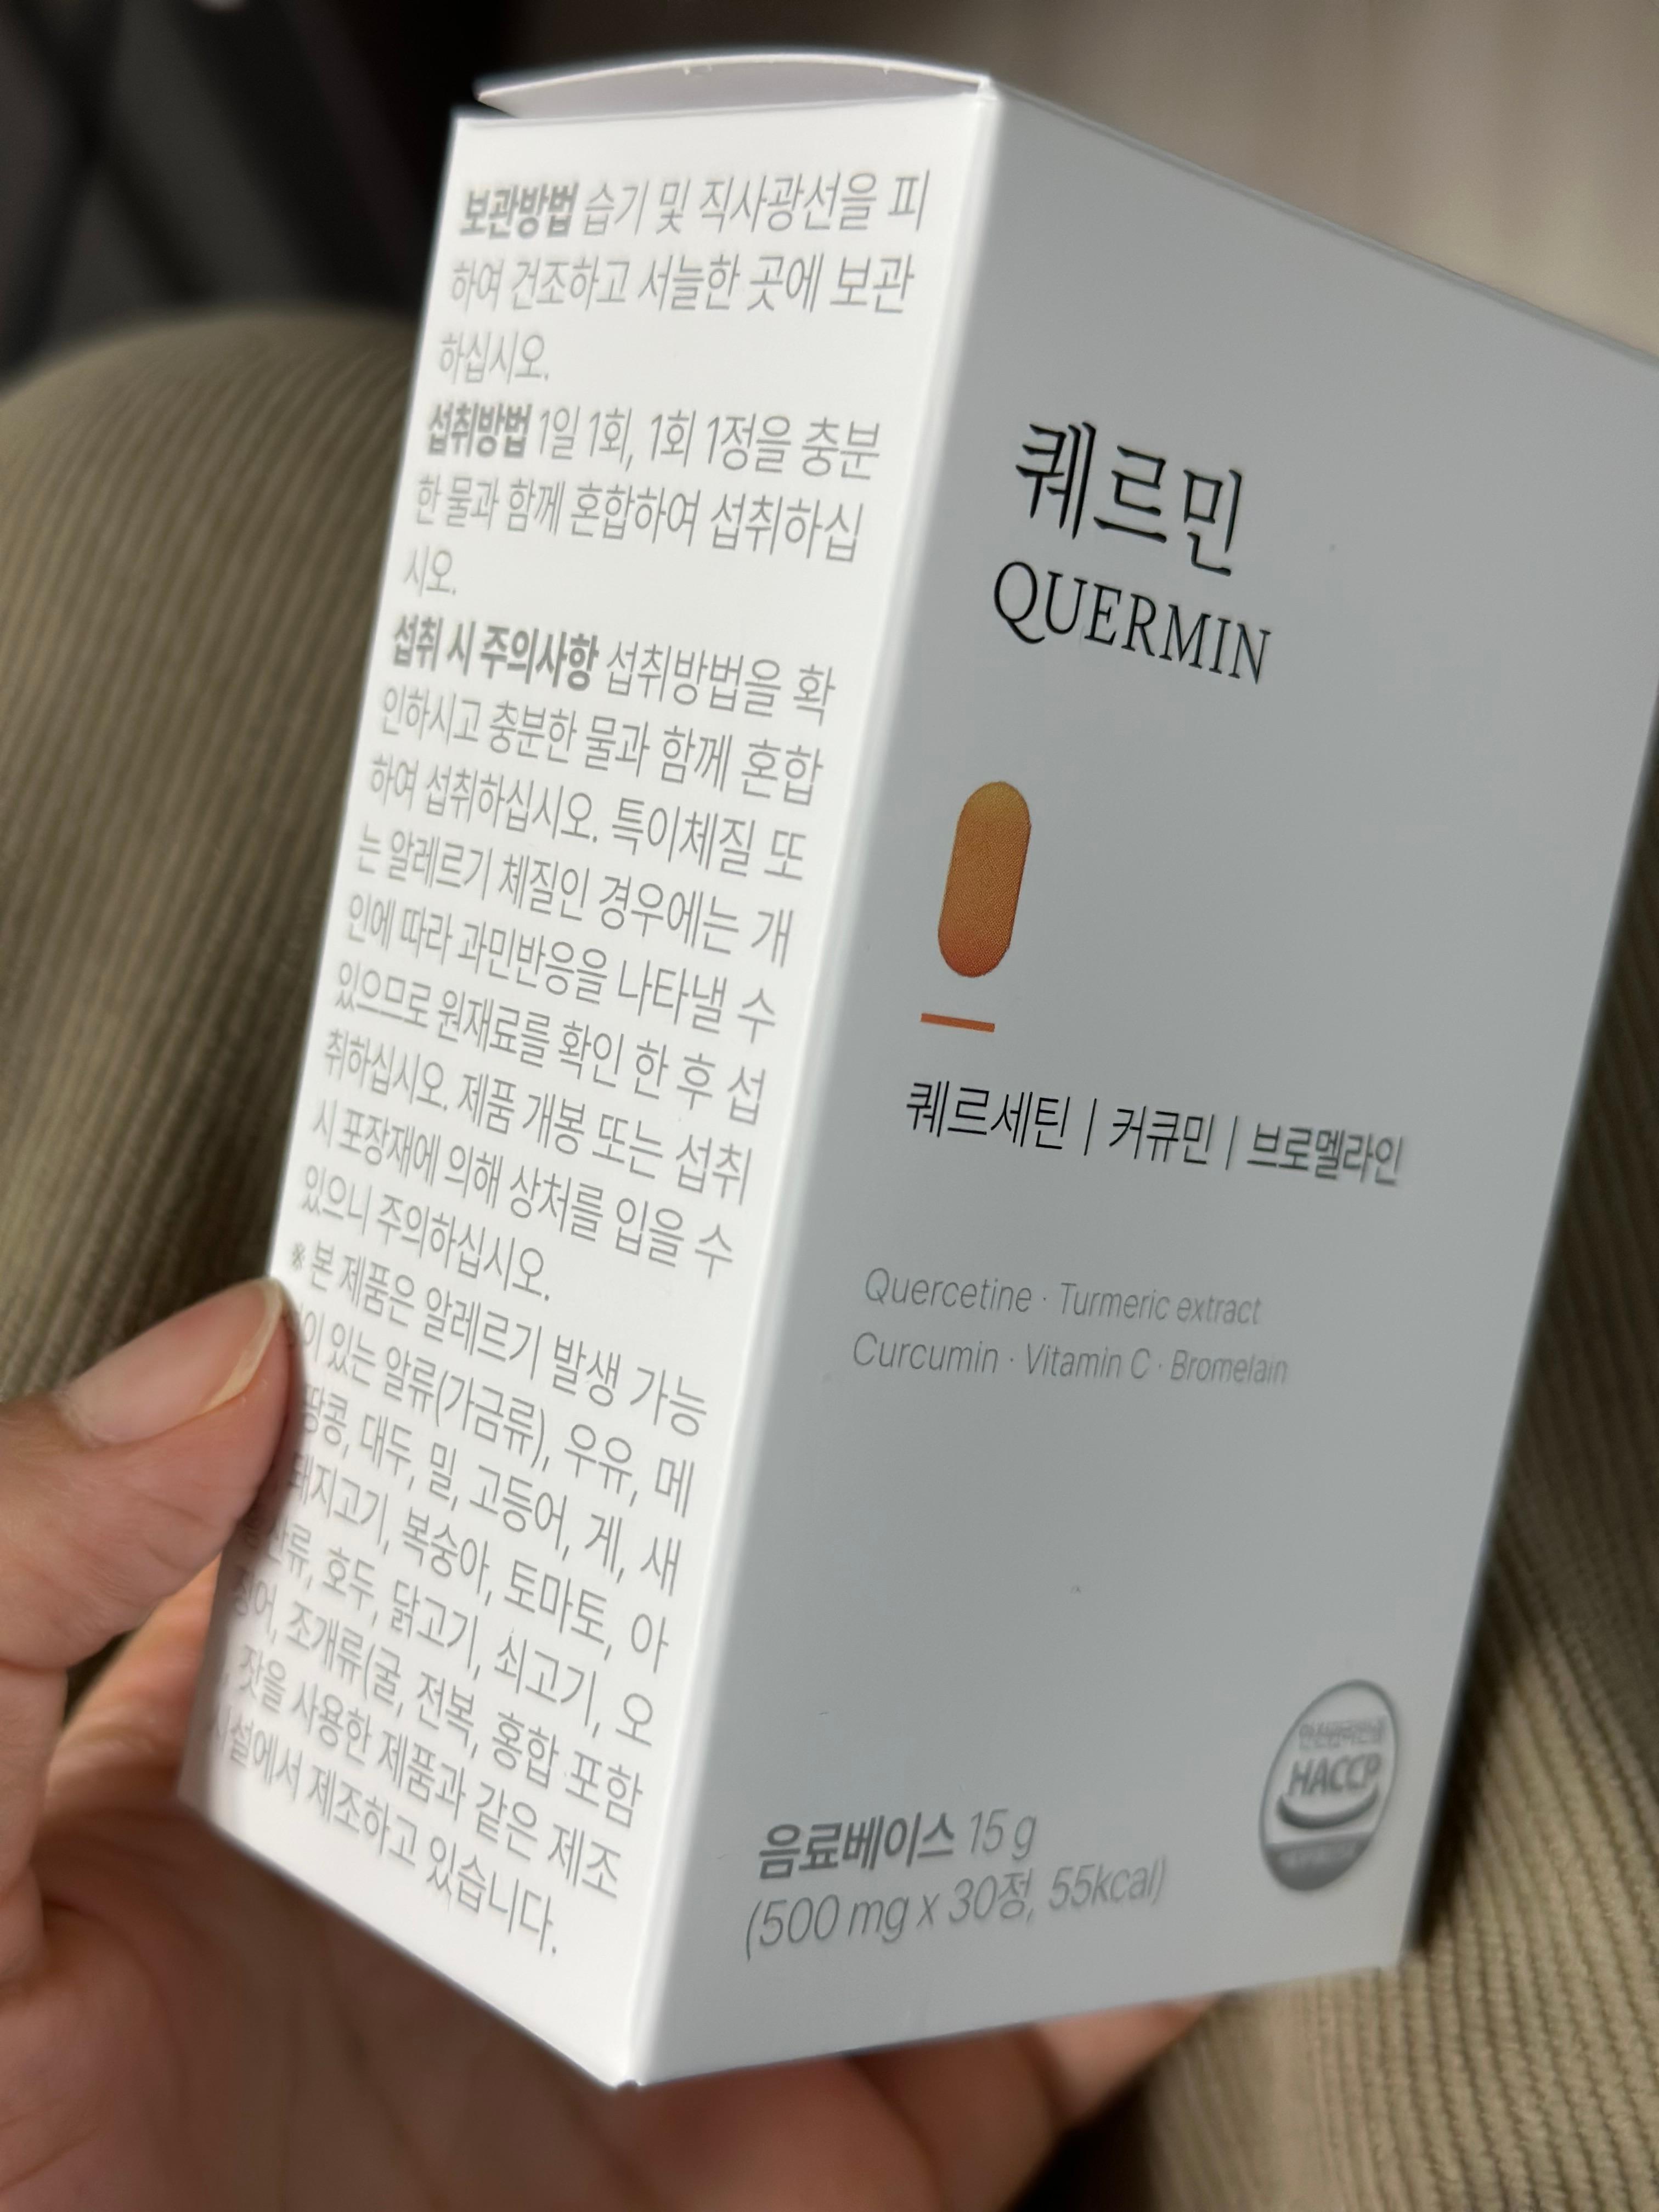 보관방법 습기 및 직사광선을 피
하여 건조하고 서늘한 곳에 보관
하십시오.
섭취방법 1일 1회, 1회 1정을 충분
한 물과 함께 혼합하여 섭취하십
시오.
섭취 시 주의사항 섭취방법을 확
인하시고 충분한 물과 함께 혼합
하여 섭취하십시오. 특이체질 또
는 알레르기 체질인 경우에는 개
인에 따라 과민반응을 나타낼 수
있으므로 원재료를 확인 한 후 섭
취하십시오. 제품 개봉 또는 섭취
시 포장재에 의해 상처를 입을 수
있으니 주의하십시오.
※ 본 제품은 알레르기 발생 가능
이 있는 알류(가금류), 우유, 메
땅콩, 대두, 밀, 고등어, 게, 새
돼지고기, 복숭아, 토마토, 아
산류, 호두, 닭고기, 쇠고기, 오
징어, 조개류(굴, 전복, 홍합 포함
, 잣을 사용한 제품과 같은 제조
시설에서 제조하고 있습니다.
퀘르민
QUERMIN
퀘르세틴 | 커큐민 | 브로멜라인
Quercetine · Turmeric extract
Curcumin · Vitamin C · Bromelain
음료베이스 15 g
(500 mg x 30정, 55kcal)
안전관리인증
HACCP